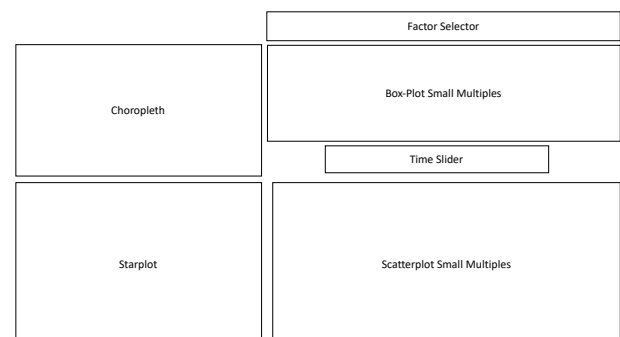 Factor Selector
Choropleth
Box-Plot Small Multiples
Time Slider
Starplot
Scatterplot Small Multiples